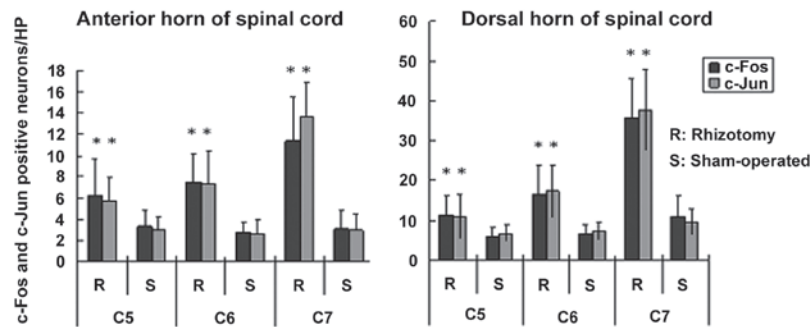 Anterior horn of spinal cord
c-Fos and c-Jun positive neurons/HP
18
16
14
12
10
8
6
4
2
0
* *
* *
* *
R S R S R S
C5 C6 C7
Dorsal horn of spinal cord
60
50
40
30
20
10
0
* *
* *
* *
R S R S R S
C5 C6 C7
c-Fos
c-Jun
R: Rhizotomy
S: Sham-operated